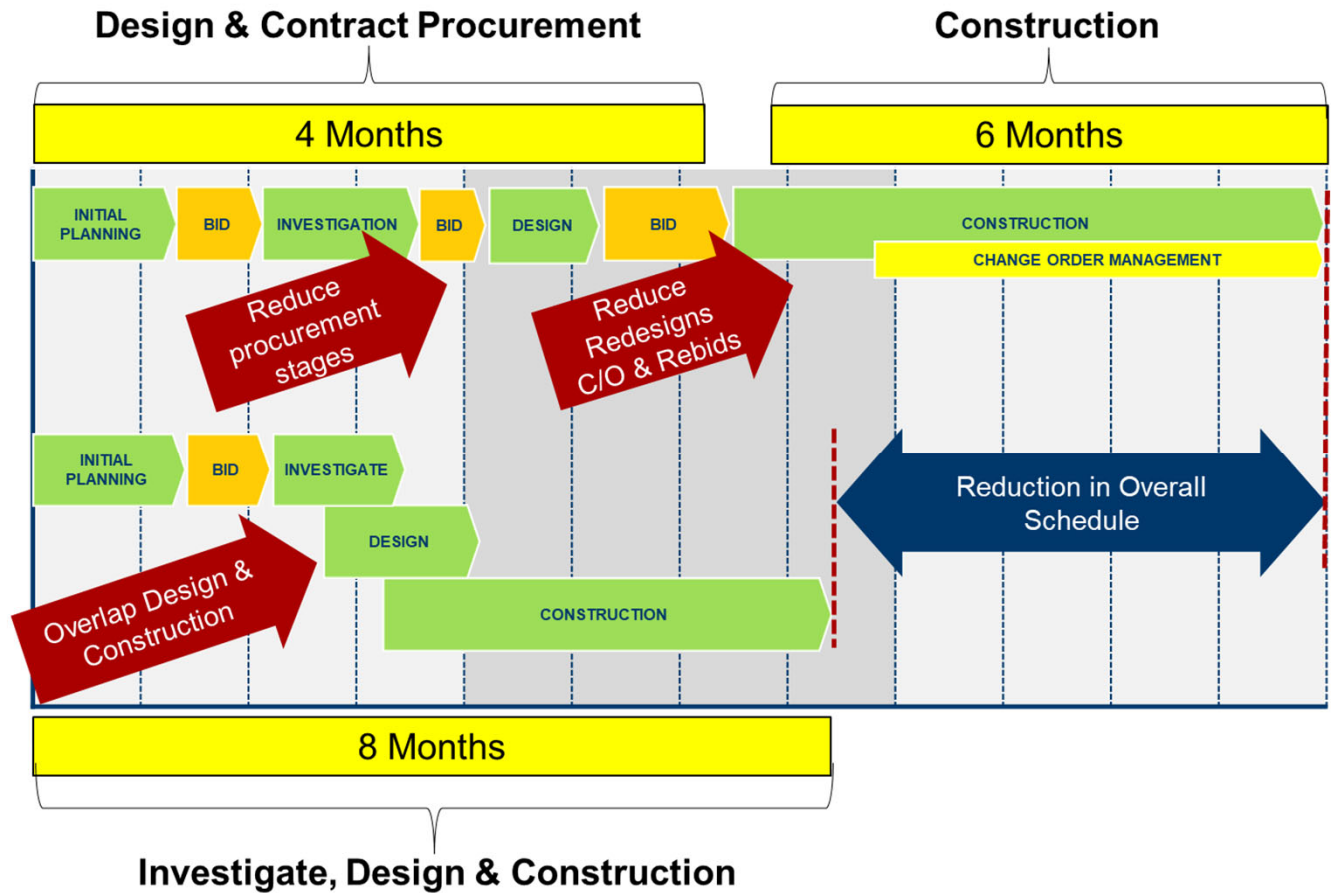 Design & Contract Procurement
Construction
4 Months
6 Months
INITIAL
PLANNING
BID
INVESTIGATION
BID
DESIGN
BID
CONSTRUCTION
CHANGE ORDER MANAGEMENT
Reduce
procurement
stages
Reduce
Redesigns
C/O & Rebids
INITIAL
PLANNING
BID
INVESTIGATE
DESIGN
CONSTRUCTION
Overlap Design &
Construction
Reduction in Overall
Schedule
8 Months
Investigate, Design & Construction